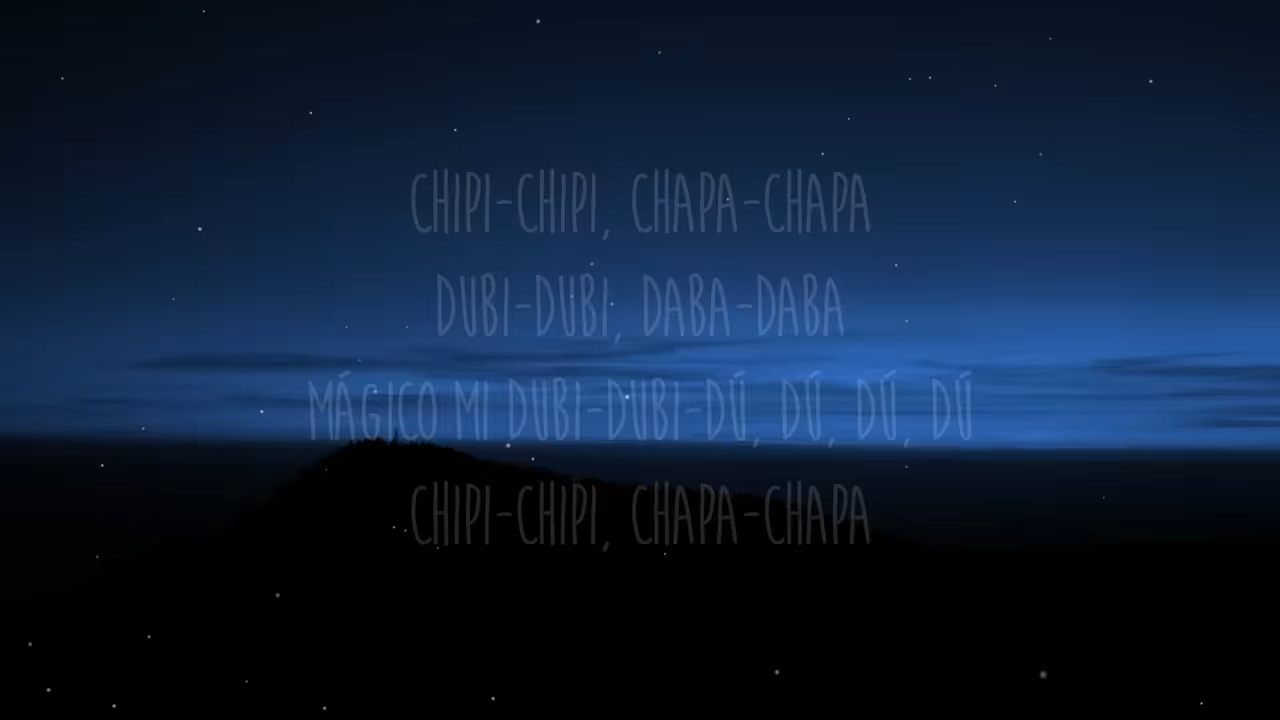 CHIPI-CHIPI, CHAPA-CHAPA
DUBI-DUBI, DABA-DABA
MÁGICO MI DUBI-DUBI-DÚ, DÚ, DÚ, DÚ
CHIPI-CHIPI, CHAPA-CHAPA